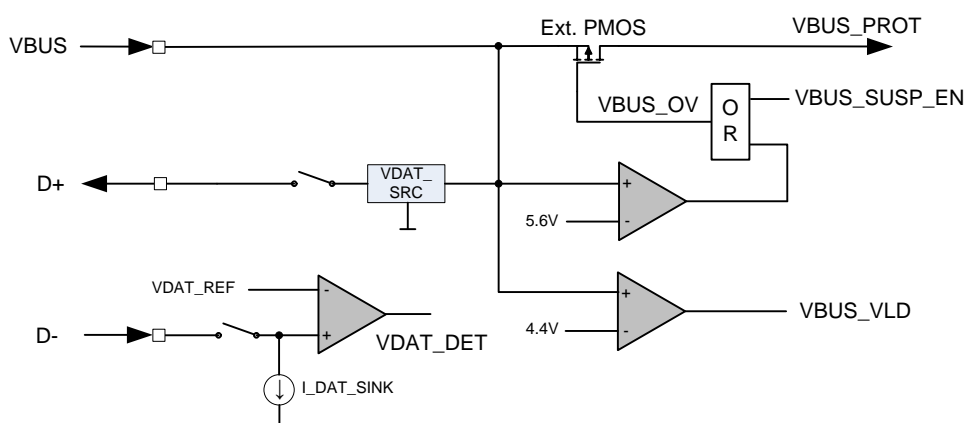 Ext. PMOS
VBUS_PROT
VBUS
VBUS_OV
O
R
VBUS_SUSP_EN
D+
VDAT_
SRC
+
5.6V
-
VDAT_REF
-
+
4.4V
-
VBUS_VLD
D-
+
VDAT_DET
I_DAT_SINK